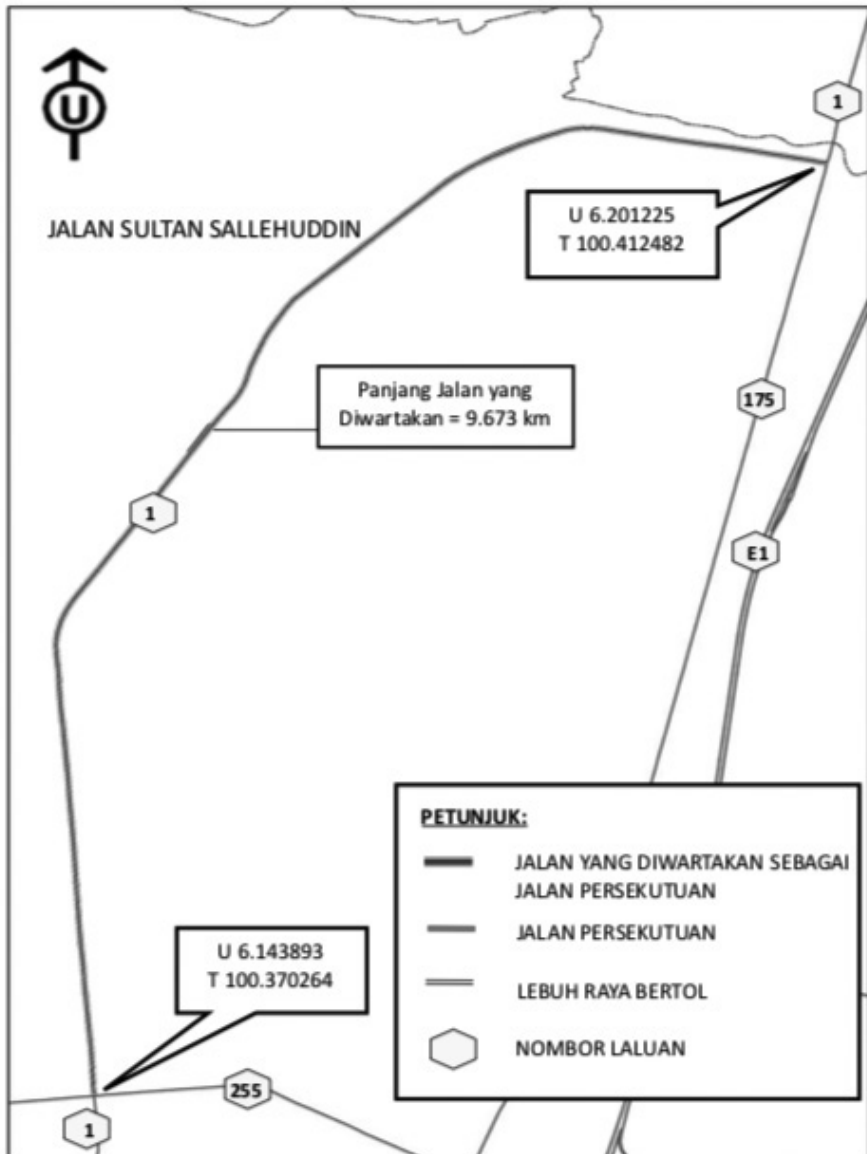 1
U
U 6.201225
T 100.412482
JALAN SULTAN SALLEHUDDIN
Panjang Jalan yang
Diwartakan = 9.673 km
175
1
E1
PETUNJUK:
JALAN YANG DIWARTAKAN SEBAGAI
JALAN PERSEKUTUAN
JALAN PERSEKUTUAN
LEBUH RAYA BERTOL
NOMBOR LALUAN
U 6.143893
T 100.370264
255
1